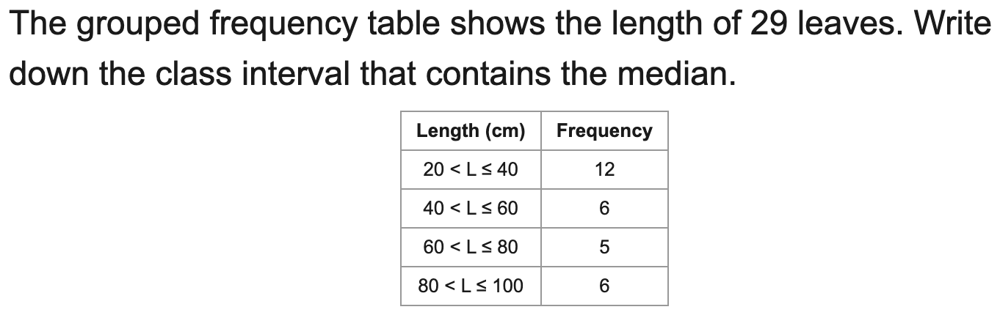 The grouped frequency table shows the length of 29 leaves. Write
down the class interval that contains the median.
Length (cm) Frequency
20 < L ≤ 40 12
40 < L ≤ 60 6
60 < L ≤ 80 5
80 < L ≤ 100 6